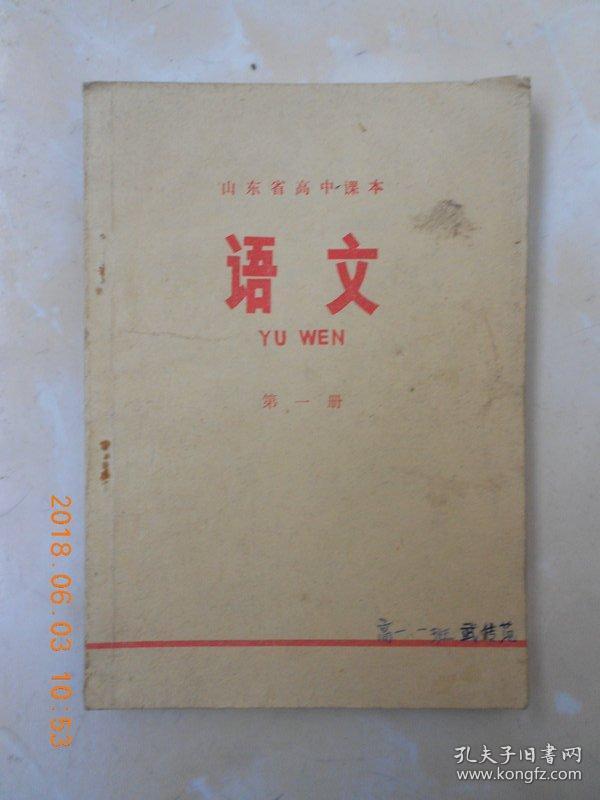 山东省高中课本
语文
YU WEN
第一册
高一.一班 武传范
2018.06.03 10:53
孔夫子旧书网
www.kongfz.com